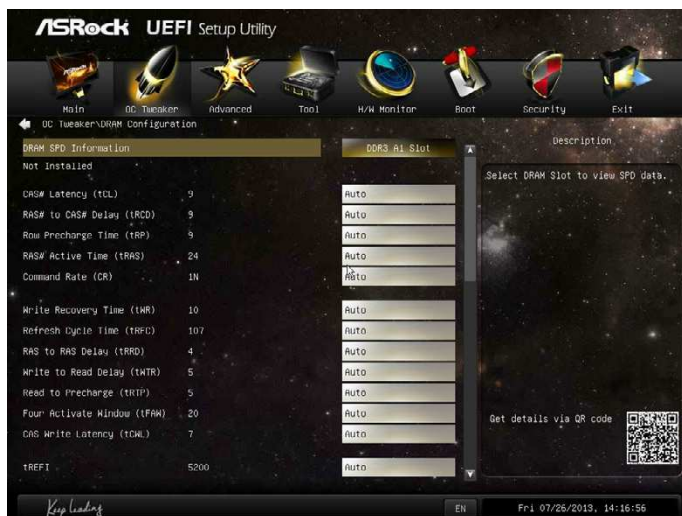 ASRock UEFI Setup Utility
Main OC Tweaker Advanced Tool H/W Monitor Boot Security Exit
OC Tweaker\DRAM Configuration
Description
DRAM SPD Information DDR3 A1 Slot
Not Installed
Select DRAM Slot to view SPD data.
CAS# Latency (tCL) 9 Auto
RAS# to CAS# Delay (tRCD) 9 Auto
Row Precharge Time (tRP) 9 Auto
RAS# Active Time (tRAS) 24 Auto
Command Rate (CR) 1N Auto
Write Recovery Time (tWR) 10 Auto
Refresh Cycle Time (tRFC) 107 Auto
RAS to RAS Delay (tRRD) 4 Auto
Write to Read Delay (tWTR) 5 Auto
Read to Precharge (tRTP) 5 Auto
Four Activate Window (tFAW) 20 Auto
CAS Write Latency (tCWL) 7 Auto
Get details via QR code
tREFI 5200 Auto
Keep Leading
EN
Fri 07/26/2013, 14:16:56